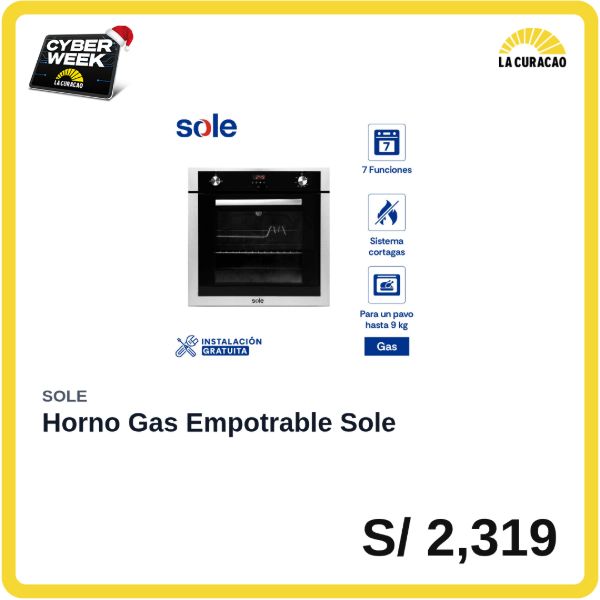 CYBER
WEEK
LA CURACAO
LA CURACAO
sole
7
7 Funciones
Sistema
cortagas
Para un pavo
hasta 9 kg
Gas
sole
INSTALACIÓN
GRATUITA
SOLE
Horno Gas Empotrable Sole
S/ 2,319